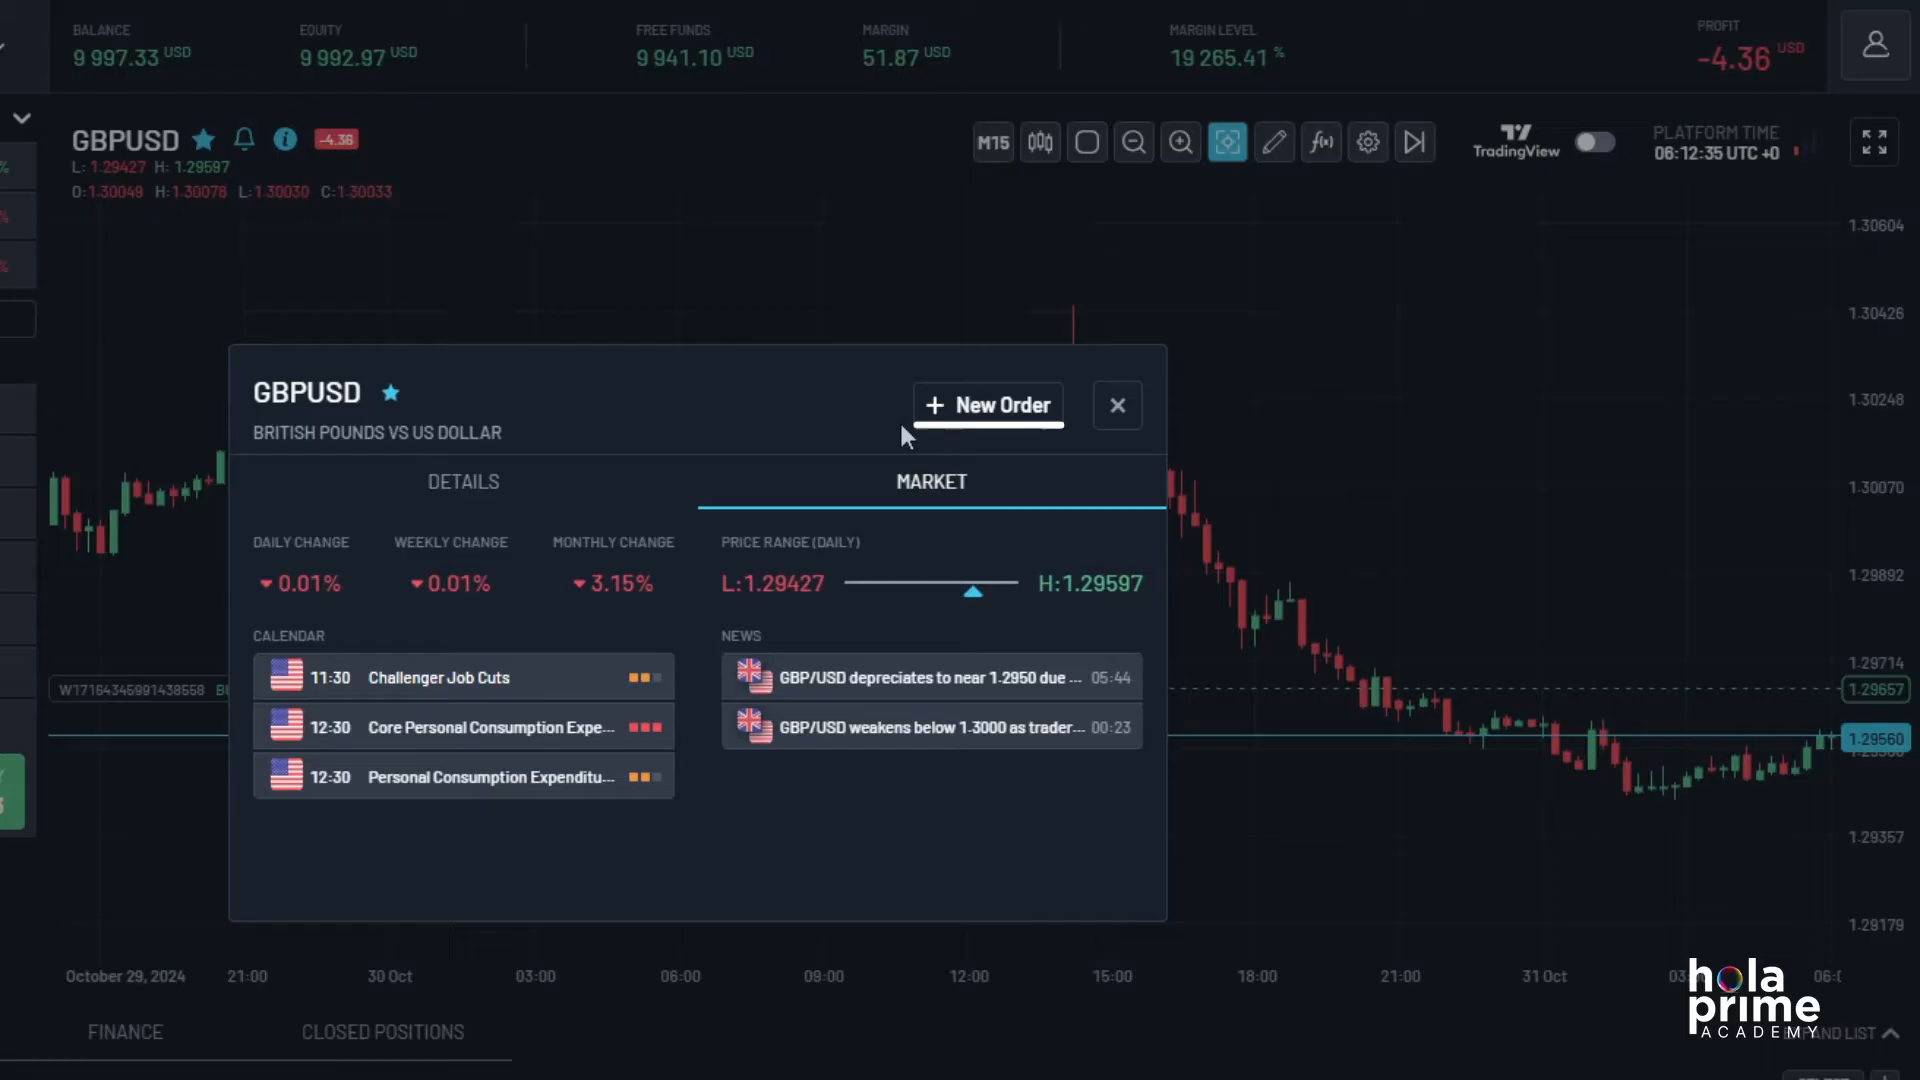 BALANCE
9 997.33 USD
EQUITY
9 992.97 USD
FREE FUNDS
9 941.10 USD
MARGIN
51.87 USD
MARGIN LEVEL
19 265.41 %
PROFIT
-4.36 USD
GBPUSD -4.36
L: 1.29427 H: 1.29597
O:1.30049 H:1.30078 L:1.30030 C:1.30033
M15
f(x)
TradingView
PLATFORM TIME
06:12:35 UTC +0
%
%
%
1.30604
1.30426
1.30248
1.30070
1.29892
1.29714
1.29657
1.29560
1.29357
1.29179
GBPUSD
BRITISH POUNDS VS US DOLLAR
+ New Order
DETAILS
MARKET
DAILY CHANGE
0.01%
WEEKLY CHANGE
0.01%
MONTHLY CHANGE
3.15%
PRICE RANGE (DAILY)
L:1.29427
H:1.29597
CALENDAR
11:30 Challenger Job Cuts
12:30 Core Personal Consumption Expe...
12:30 Personal Consumption Expenditu...
NEWS
GBP/USD depreciates to near 1.2950 due ... 05:44
GBP/USD weakens below 1.3000 as trader... 00:23
W17164345991438558
October 29, 2024 21:00 30 Oct 03:00 06:00 09:00 12:00 15:00 18:00 21:00 31 Oct
hola
prime
ACADEMY
FINANCE
CLOSED POSITIONS
EXPAND LIST